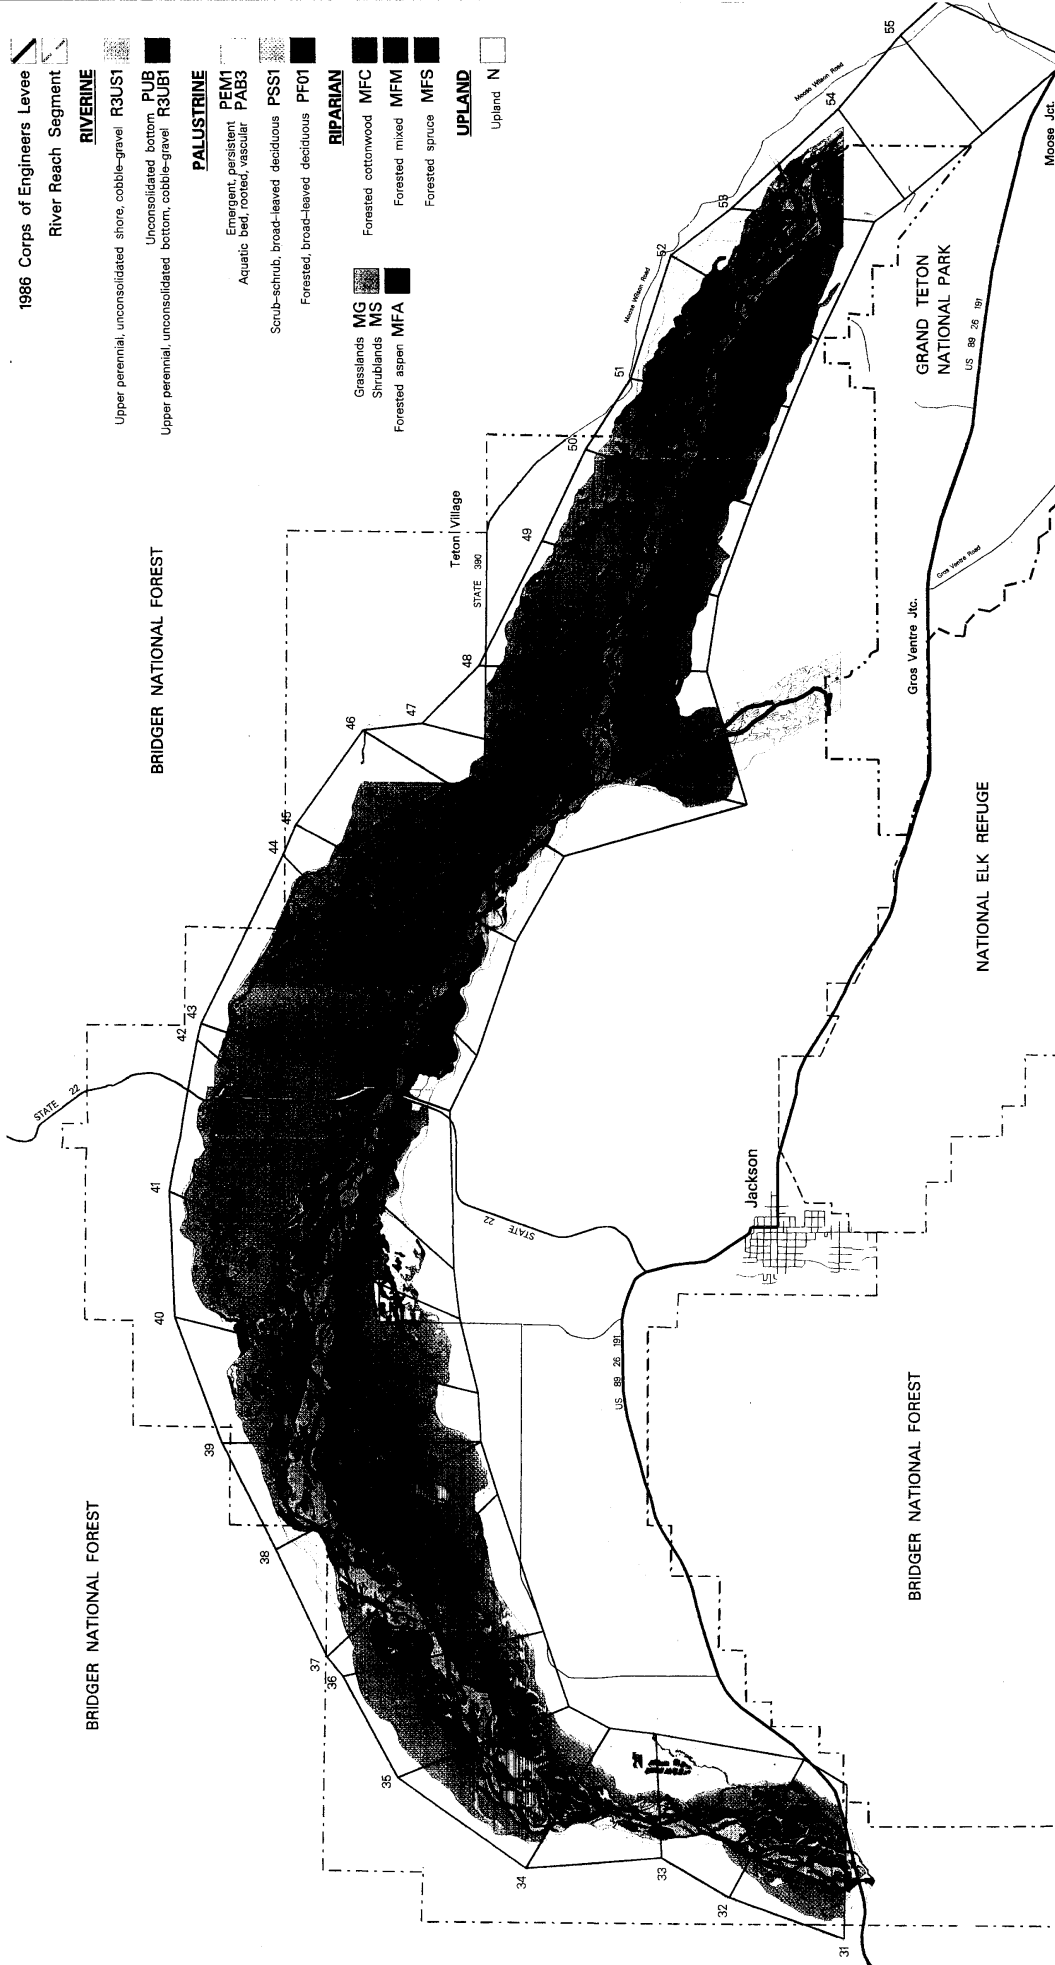 1986 Corps of Engineers Levee
River Reach Segment
RIVERINE
Upper perennial, unconsolidated shore, cobble-gravel R3US1
Unconsolidated bottom PUB
Upper perennial, unconsolidated bottom, cobble-gravel R3UB1
PALUSTRINE
Emergent, persistent PEM1
Aquatic bed, rooted, vascular PAB3
Scrub-schrub, broad-leaved deciduous PSS1
Forested, broad-leaved deciduous PFO1
RIPARIAN
Forested cottonwood MFC
Forested mixed MFM
Forested spruce MFS
Grasslands MG
Shrublands MS
Forested aspen MFA
UPLAND
Upland N
BRIDGER NATIONAL FOREST
BRIDGER NATIONAL FOREST
BRIDGER NATIONAL FOREST
GRAND TETON
NATIONAL PARK
NATIONAL ELK REFUGE
Teton Village
STATE 390
STATE 22
STATE 22
Jackson
US 89 26 191
US 89 26 191
Gros Ventre Jtc.
Gros Ventre Road
Moose Wilson Road
Moose Wilson Road
Moose Jct.
31
32
33
34
35
36
37
38
39
40
41
42
43
44
45
46
47
48
49
50
51
52
53
54
55